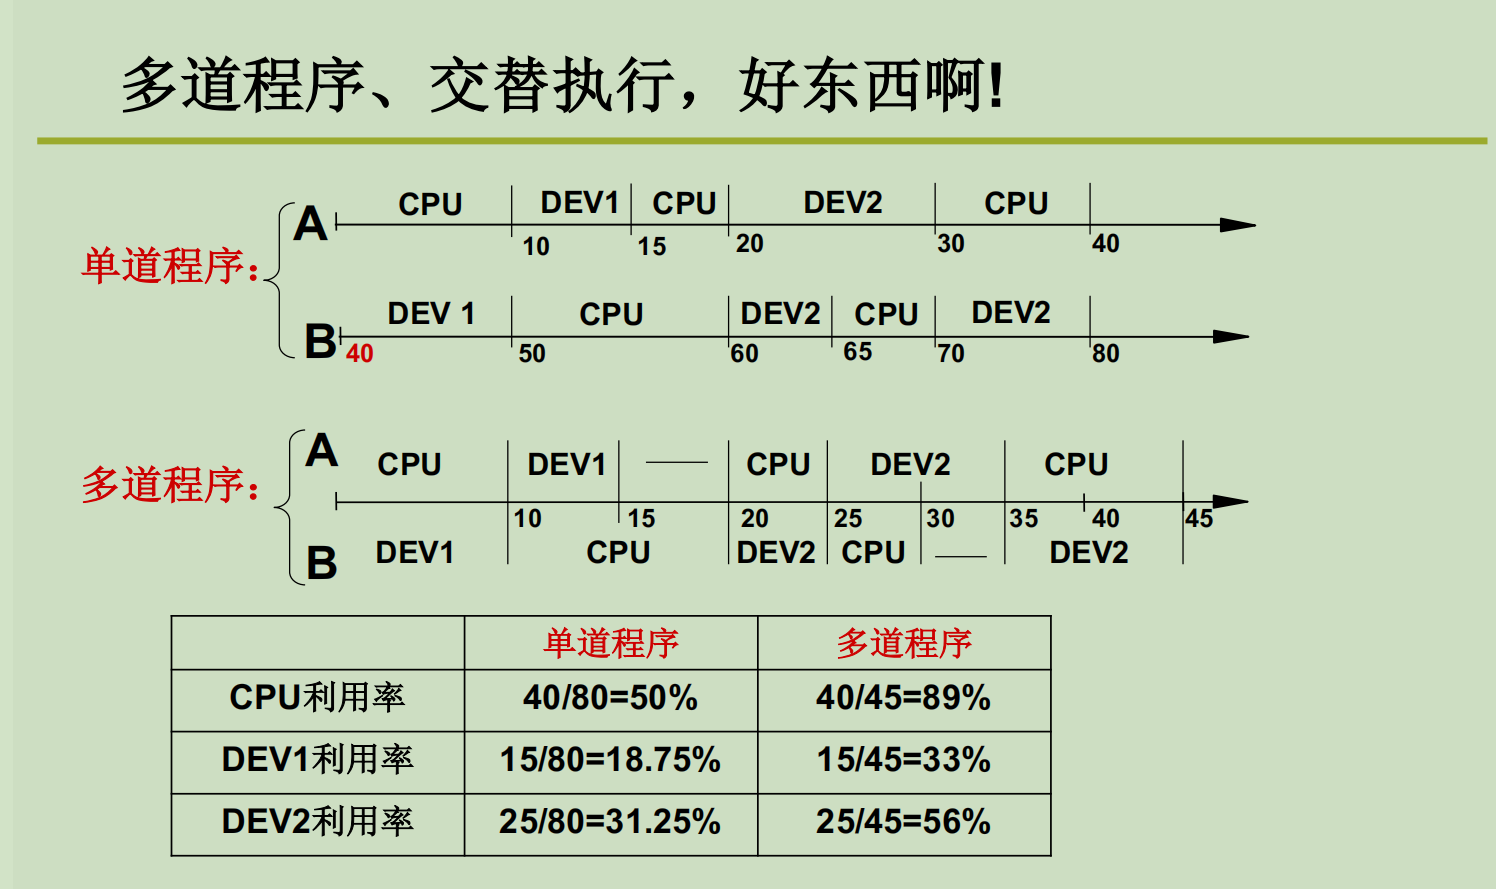 多道程序、交替执行，好东西啊!
CPU DEV1 CPU DEV2 CPU
A
10 15 20 30 40
单道程序：
DEV 1 CPU DEV2 CPU DEV2
B
40 50 60 65 70 80
A
CPU DEV1 CPU DEV2 CPU
多道程序：
10 15 20 25 30 35 40 45
B
DEV1 CPU DEV2 CPU DEV2
单道程序 多道程序
CPU利用率 40/80=50% 40/45=89%
DEV1利用率 15/80=18.75% 15/45=33%
DEV2利用率 25/80=31.25% 25/45=56%